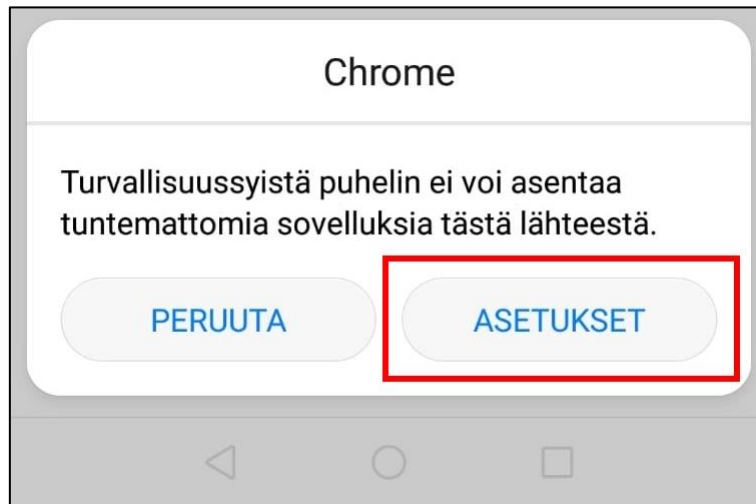 Chrome
Turvallisuussyistä puhelin ei voi asentaa
tuntemattomia sovelluksia tästä lähteestä.
PERUUTA
ASETUKSET